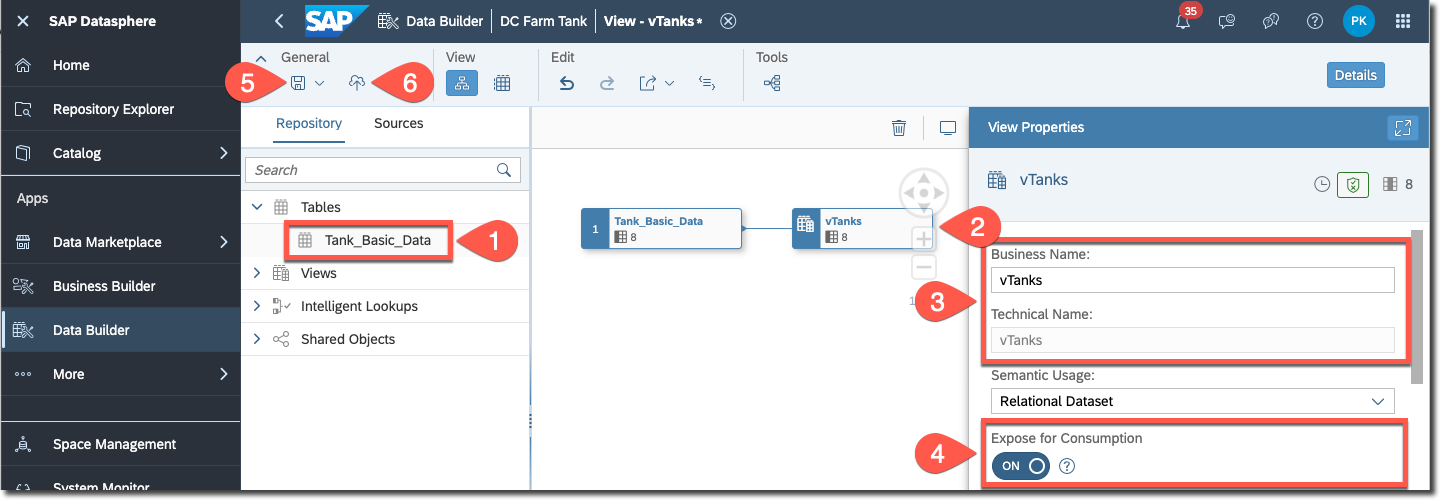 SAP Datasphere
Home
Repository Explorer
Catalog
Apps
Data Marketplace
Business Builder
Data Builder
More
Space Management
System Monitor
SAP
Data Builder
DC Farm Tank
View - vTanks*
35
PK
General
View
Edit
Tools
5
6
Details
Repository
Sources
Search
Tables
Tank_Basic_Data
1
Views
Intelligent Lookups
Shared Objects
1
Tank_Basic_Data
8
vTanks
8
2
1
View Properties
vTanks
8
3
Business Name:
vTanks
Technical Name:
vTanks
Semantic Usage:
Relational Dataset
4
Expose for Consumption
ON